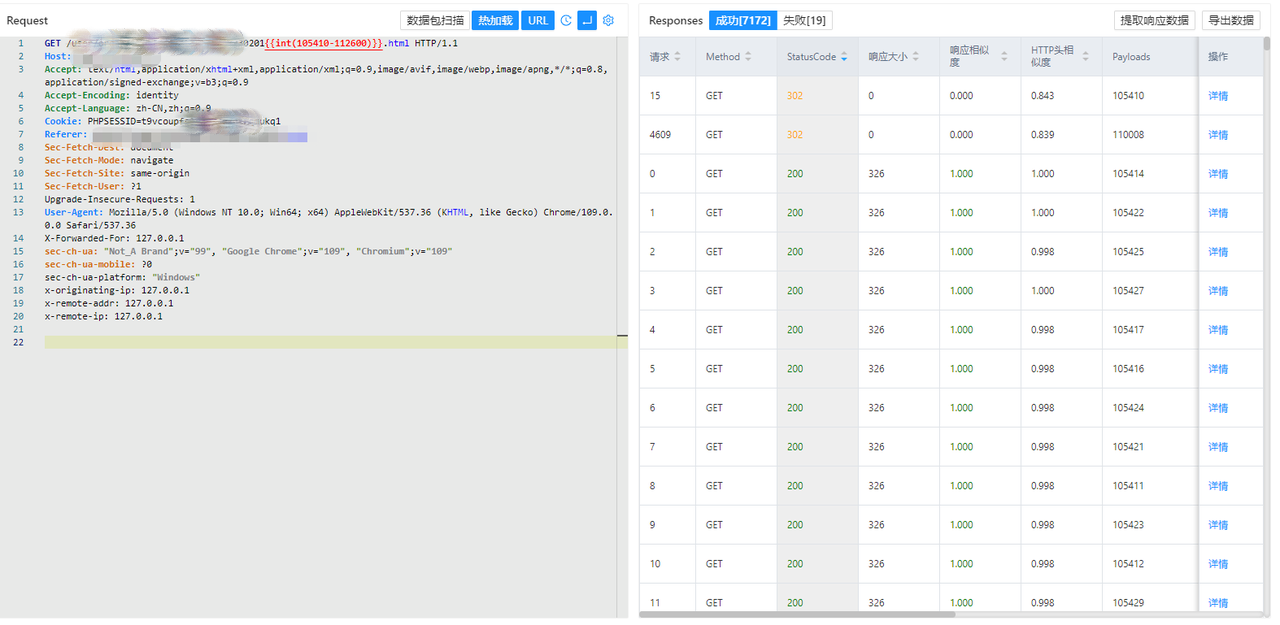 Request 数据包扫描 热加载 URL
1 GET / 0201{{int(105410-112600)}}.html HTTP/1.1
2 Host:
3 Accept: text/html,application/xhtml+xml,application/xml;q=0.9,image/avif,image/webp,image/apng,*/*;q=0.8,
application/signed-exchange;v=b3;q=0.9
4 Accept-Encoding: identity
5 Accept-Language: zh-CN,zh;q=0.9
6 Cookie: PHPSESSID=t9vcoupf ukq1
7 Referer:
8 Sec-Fetch-Dest: document
9 Sec-Fetch-Mode: navigate
10 Sec-Fetch-Site: same-origin
11 Sec-Fetch-User: ?1
12 Upgrade-Insecure-Requests: 1
13 User-Agent: Mozilla/5.0 (Windows NT 10.0; Win64; x64) AppleWebKit/537.36 (KHTML, like Gecko) Chrome/109.0.
0.0 Safari/537.36
14 X-Forwarded-For: 127.0.0.1
15 sec-ch-ua: "Not_A Brand";v="99", "Google Chrome";v="109", "Chromium";v="109"
16 sec-ch-ua-mobile: ?0
17 sec-ch-ua-platform: "Windows"
18 x-originating-ip: 127.0.0.1
19 x-remote-addr: 127.0.0.1
20 x-remote-ip: 127.0.0.1
21
22
Responses 成功[7172] 失败[19] 提取响应数据 导出数据
请求 Method StatusCode 响应大小 响应相似度 HTTP头相似度 Payloads 操作
15 GET 302 0 0.000 0.843 105410 详情
4609 GET 302 0 0.000 0.839 110008 详情
0 GET 200 326 1.000 1.000 105414 详情
1 GET 200 326 1.000 1.000 105422 详情
2 GET 200 326 1.000 0.998 105425 详情
3 GET 200 326 1.000 1.000 105427 详情
4 GET 200 326 1.000 0.998 105417 详情
5 GET 200 326 1.000 0.998 105416 详情
6 GET 200 326 1.000 0.998 105424 详情
7 GET 200 326 1.000 0.998 105421 详情
8 GET 200 326 1.000 0.998 105411 详情
9 GET 200 326 1.000 0.998 105423 详情
10 GET 200 326 1.000 0.998 105412 详情
11 GET 200 326 1.000 0.998 105429 详情